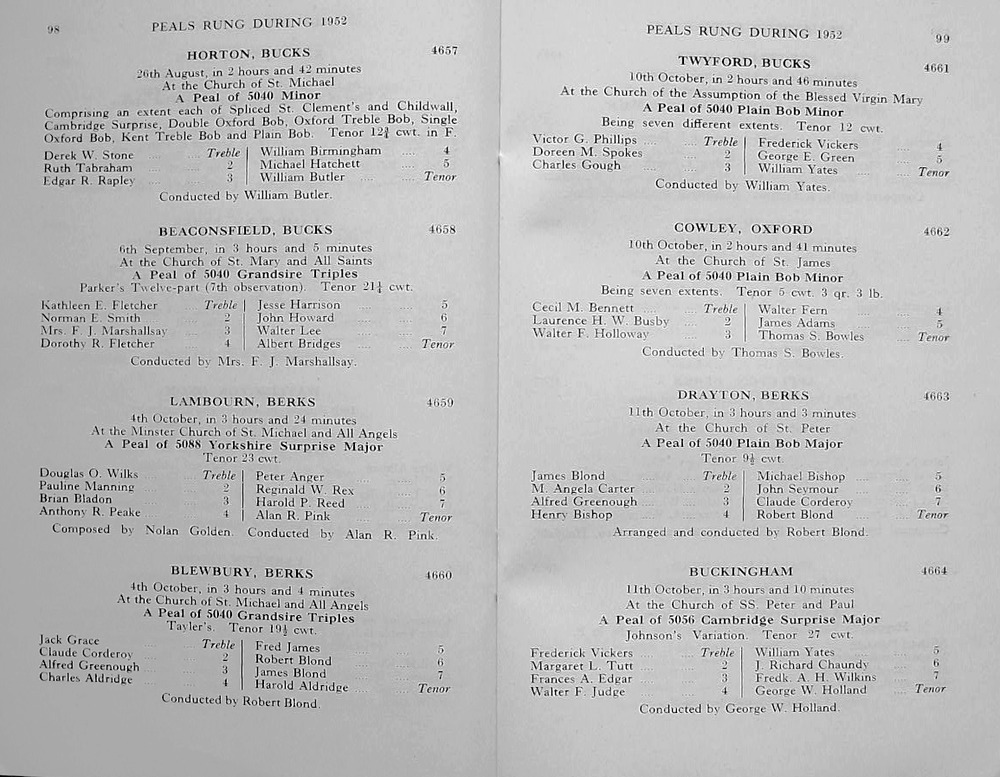 98
PEALS RUNG DURING 1952
HORTON, BUCKS 4657
26th August, in 2 hours and 42 minutes
At the Church of St. Michael
A Peal of 5040 Minor
Comprising an extent each of Spliced St. Clement's and Childwall,
Cambridge Surprise, Double Oxford Bob, Oxford Treble Bob, Single
Oxford Bob, Kent Treble Bob and Plain Bob. Tenor 12¾ cwt. in F.
Derek W. Stone Treble William Birmingham 4
Ruth Tabraham 2 Michael Hatchett 5
Edgar R. Rapley 3 William Butler Tenor
Conducted by William Butler.
BEACONSFIELD, BUCKS 4658
6th September, in 3 hours and 5 minutes
At the Church of St. Mary and All Saints
A Peal of 5040 Grandsire Triples
Parker's Twelve-part (7th observation). Tenor 21¼ cwt.
Kathleen E. Fletcher Treble Jesse Harrison 5
Norman E. Smith 2 John Howard 6
Mrs. F. J. Marshallsay 3 Walter Lee 7
Dorothy R. Fletcher 4 Albert Bridges Tenor
Conducted by Mrs. F. J. Marshallsay.
LAMBOURN, BERKS 4659
4th October, in 3 hours and 24 minutes
At the Minster Church of St. Michael and All Angels
A Peal of 5088 Yorkshire Surprise Major
Tenor 23 cwt.
Douglas O. Wilks Treble Peter Anger 5
Pauline Manning 2 Reginald W. Rex 6
Brian Bladon 3 Harold P. Reed 7
Anthony R. Peake 4 Alan R. Pink Tenor
Composed by Nolan Golden. Conducted by Alan R. Pink.
BLEWBURY, BERKS 4660
4th October, in 3 hours and 4 minutes
At the Church of St. Michael and All Angels
A Peal of 5040 Grandsire Triples
Tayler's. Tenor 19½ cwt.
Jack Grace Treble Fred James 5
Claude Corderoy 2 Robert Blond 6
Alfred Greenough 3 James Blond 7
Charles Aldridge 4 Harold Aldridge Tenor
Conducted by Robert Blond.
PEALS RUNG DURING 1952
99
TWYFORD, BUCKS 4661
10th October, in 2 hours and 46 minutes
At the Church of the Assumption of the Blessed Virgin Mary
A Peal of 5040 Plain Bob Minor
Being seven different extents. Tenor 12 cwt.
Victor G. Phillips Treble Frederick Vickers 4
Doreen M. Spokes 2 George E. Green 5
Charles Gough 3 William Yates Tenor
Conducted by William Yates.
COWLEY, OXFORD 4662
10th October, in 2 hours and 41 minutes
At the Church of St. James
A Peal of 5040 Plain Bob Minor
Being seven extents. Tenor 5 cwt. 3 qr. 3 lb.
Cecil M. Bennett Treble Walter Fern 4
Laurence H. W. Busby 2 James Adams 5
Walter F. Holloway 3 Thomas S. Bowles Tenor
Conducted by Thomas S. Bowles.
DRAYTON, BERKS 4663
11th October, in 3 hours and 3 minutes
At the Church of St. Peter
A Peal of 5040 Plain Bob Major
Tenor 9½ cwt.
James Blond Treble Michael Bishop 5
M. Angela Carter 2 John Seymour 6
Alfred Greenough 3 Claude Corderoy 7
Henry Bishop 4 Robert Blond Tenor
Arranged and conducted by Robert Blond.
BUCKINGHAM 4664
11th October, in 3 hours and 10 minutes
At the Church of SS. Peter and Paul
A Peal of 5056 Cambridge Surprise Major
Johnson's Variation. Tenor 27 cwt.
Frederick Vickers Treble William Yates 5
Margaret L. Tutt 2 J. Richard Chaundy 6
Frances A. Edgar 3 Fredk. A. H. Wilkins 7
Walter F. Judge 4 George W. Holland Tenor
Conducted by George W. Holland.